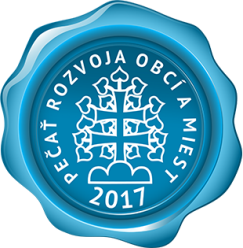 PEČAŤ ROZVOJA OBCÍ A MIEST
2017